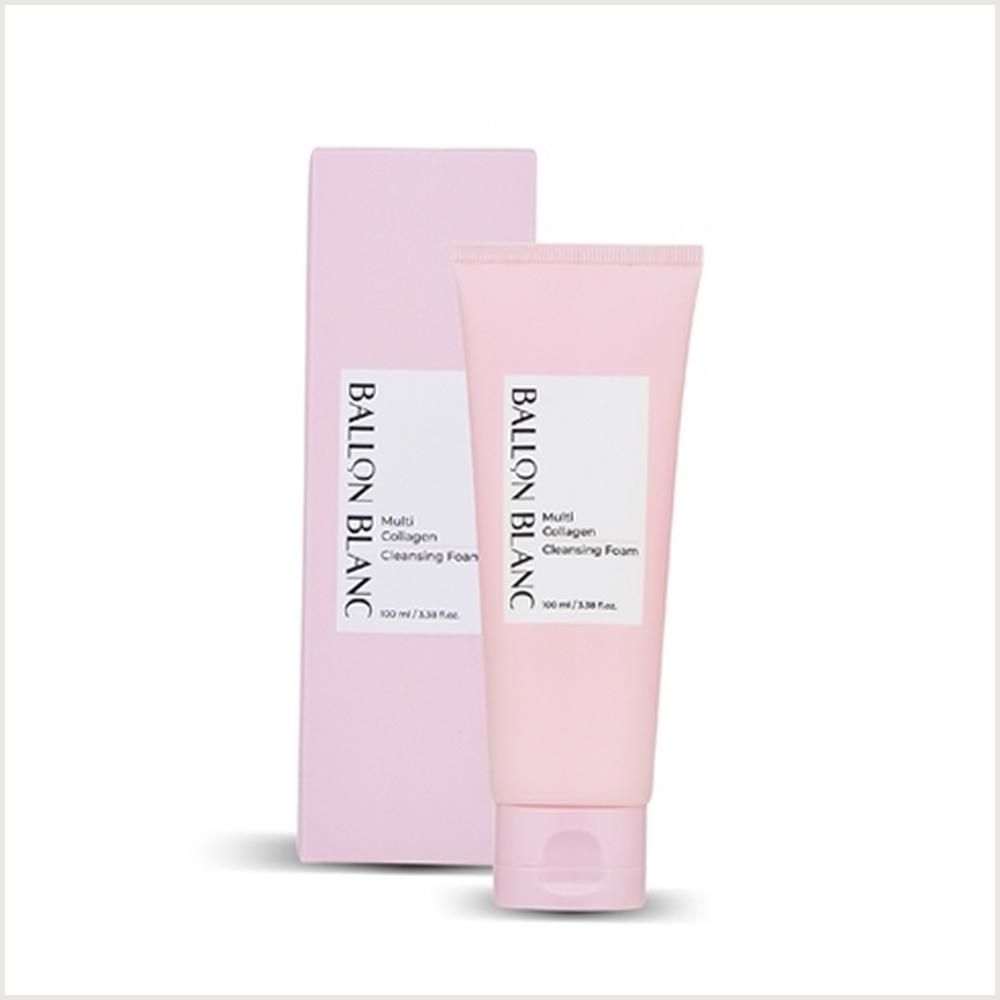 BALLON BLANC
Multi
Collagen
Cleansing Foam
100 ml / 3.38 fl.oz.
BALLON BLANC
Multi
Collagen
Cleansing Foam
100 ml / 3.38 fl.oz.